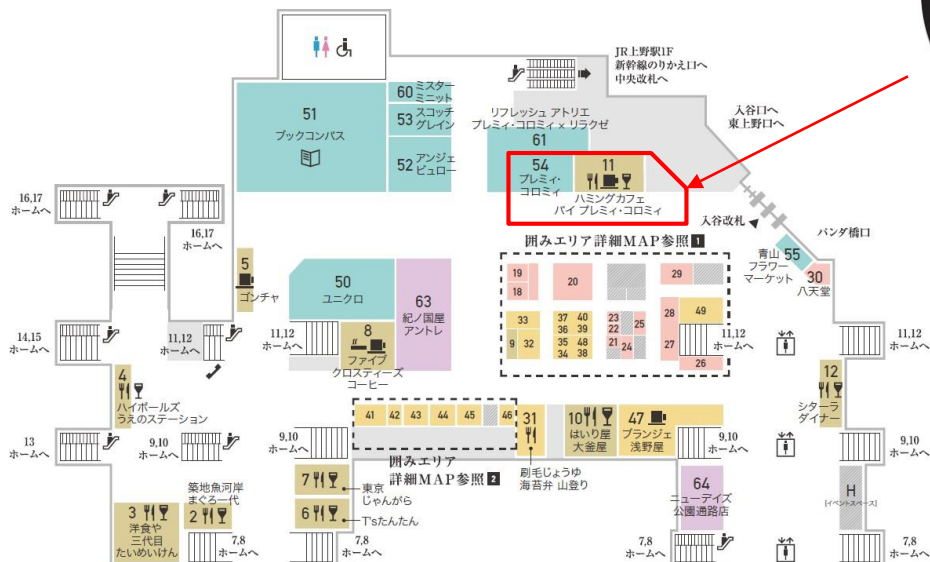 JR上野駅1F
新幹線のりかえ口へ
中央改札へ
60 ミスター
ミニット
53 スコッチ
グレイン
52 アンジェ
ビュロー
51
ブックコンパス
リフレッシュ アトリエ
プレミィ・コロミィ × リラクゼ
61
54
プレミィ・
コロミィ
11
ハミングカフェ
バイ プレミィ・コロミィ
入谷口へ
東上野口へ
入谷改札
パンダ橋口
青山
フラワー
マーケット
55
30
八天堂
16,17
ホームへ
16,17
ホームへ
5
ゴンチャ
50
ユニクロ
63
紀ノ国屋
アントレ
囲みエリア詳細MAP参照 1
19
18
20
29
33
9
32
37 40
36 39
35 48
34 38
23
22
21
24
25
28
27
49
26
11,12
ホームへ
14,15
ホームへ
11,12
ホームへ
11,12
ホームへ
8
ファイブ
クロスティーズ
コーヒー
11,12
ホームへ
4
ハイボールズ
うえのステーション
12
シターラ
ダイナー
41
42
43
44
45
46
31
刷毛じょうゆ
海苔弁 山登り
10
はいり屋
大釜屋
47
ブランジェ
浅野屋
9,10
ホームへ
13
ホームへ
9,10
ホームへ
9,10
ホームへ
9,10
ホームへ
囲みエリア
詳細MAP参照 2
7
東京
じゃんがら
6
T'sたんたん
築地魚河岸
まぐろ一代
2
3
洋食や
三代目
たいめいけん
64
ニューデイズ
公園通路店
H
[イベントスペース]
7,8
ホームへ
7,8
ホームへ
7,8
ホームへ
7,8
ホームへ